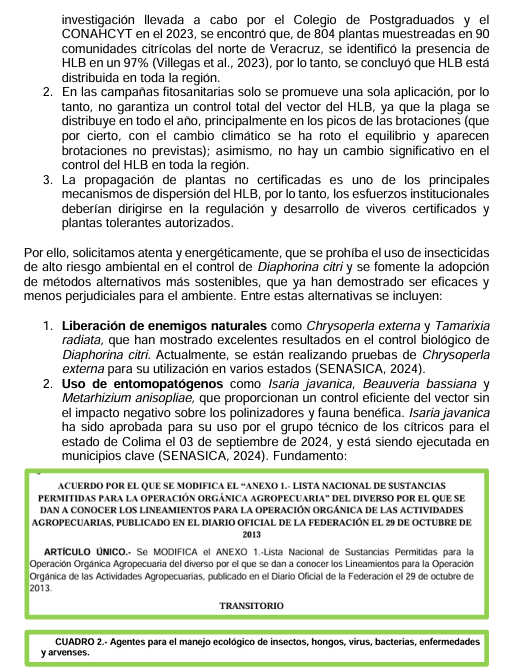 investigación llevada a cabo por el Colegio de Postgraduados y el
CONAHCYT en el 2023, se encontró que, de 804 plantas muestreadas en 90
comunidades citrícolas del norte de Veracruz, se identificó la presencia de
HLB en un 97% (Villegas et al., 2023), por lo tanto, se concluyó que HLB está
distribuida en toda la región.
2. En las campañas fitosanitarias solo se promueve una sola aplicación, por lo
tanto, no garantiza un control total del vector del HLB, ya que la plaga se
distribuye en todo el año, principalmente en los picos de las brotaciones (que
por cierto, con el cambio climático se ha roto el equilibrio y aparecen
brotaciones no previstas); asimismo, no hay un cambio significativo en el
control del HLB en toda la región.
3. La propagación de plantas no certificadas es uno de los principales
mecanismos de dispersión del HLB, por lo tanto, los esfuerzos institucionales
deberían dirigirse en la regulación y desarrollo de viveros certificados y
plantas tolerantes autorizados.
Por ello, solicitamos atenta y energéticamente, que se prohíba el uso de insecticidas
de alto riesgo ambiental en el control de Diaphorina citri y se fomente la adopción
de métodos alternativos más sostenibles, que ya han demostrado ser eficaces y
menos perjudiciales para el ambiente. Entre estas alternativas se incluyen:
1. Liberación de enemigos naturales como Chrysoperla externa y Tamarixia
radiata, que han mostrado excelentes resultados en el control biológico de
Diaphorina citri. Actualmente, se están realizando pruebas de Chrysoperla
externa para su utilización en varios estados (SENASICA, 2024).
2. Uso de entomopatógenos como Isaria javanica, Beauveria bassiana y
Metarhizium anisopliae, que proporcionan un control eficiente del vector sin
el impacto negativo sobre los polinizadores y fauna benéfica. Isaria javanica
ha sido aprobada para su uso por el grupo técnico de los cítricos para el
estado de Colima el 03 de septiembre de 2024, y está siendo ejecutada en
municipios clave (SENASICA, 2024). Fundamento:
ACUERDO POR EL QUE SE MODIFICA EL “ANEXO 1.- LISTA NACIONAL DE SUSTANCIAS
PERMITIDAS PARA LA OPERACIÓN ORGÁNICA AGROPECUARIA” DEL DIVERSO POR EL QUE SE
DAN A CONOCER LOS LINEAMIENTOS PARA LA OPERACIÓN ORGÁNICA DE LAS ACTIVIDADES
AGROPECUARIAS, PUBLICADO EN EL DIARIO OFICIAL DE LA FEDERACIÓN EL 29 DE OCTUBRE DE
2013
ARTÍCULO ÚNICO.- Se MODIFICA el ANEXO 1.-Lista Nacional de Sustancias Permitidas para la
Operación Orgánica Agropecuaria del diverso por el que se dan a conocer los Lineamientos para la Operación
Orgánica de las Actividades Agropecuarias, publicado en el Diario Oficial de la Federación el 29 de octubre de
2013.
TRANSITORIO
CUADRO 2.- Agentes para el manejo ecológico de insectos, hongos, virus, bacterias, enfermedades
y arvenses.